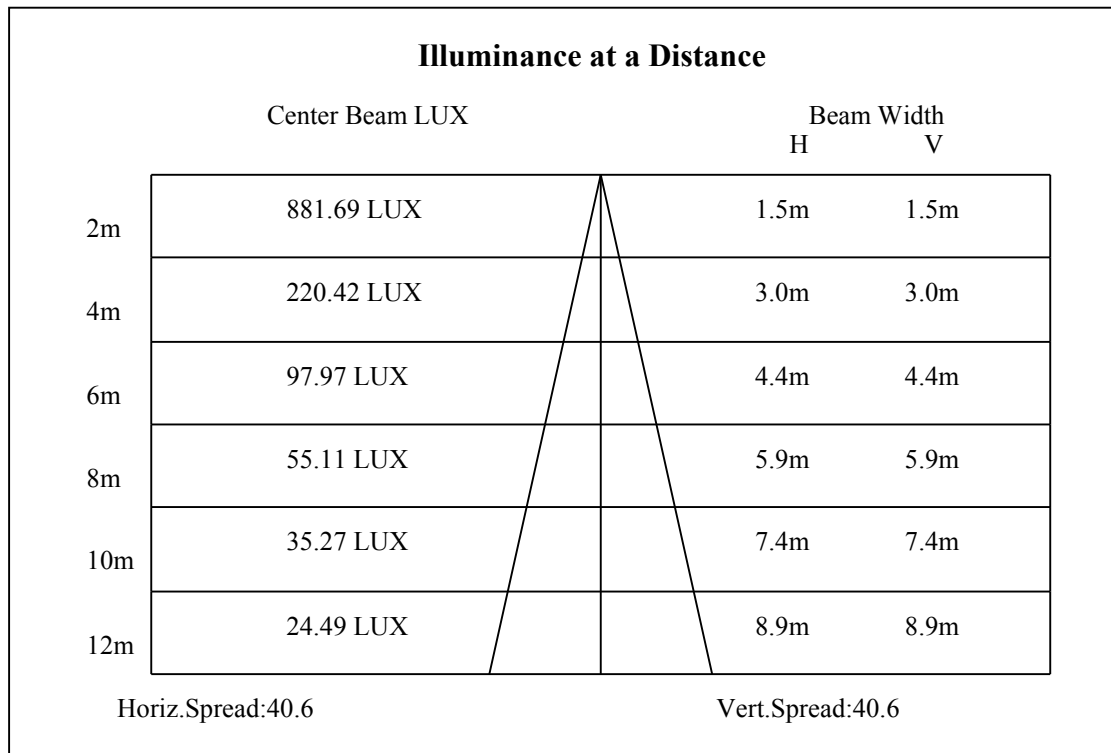 Illuminance at a Distance
Center Beam LUX Beam Width
H V
2m 881.69 LUX 1.5m 1.5m
4m 220.42 LUX 3.0m 3.0m
6m 97.97 LUX 4.4m 4.4m
8m 55.11 LUX 5.9m 5.9m
10m 35.27 LUX 7.4m 7.4m
12m 24.49 LUX 8.9m 8.9m
Horiz.Spread:40.6 Vert.Spread:40.6